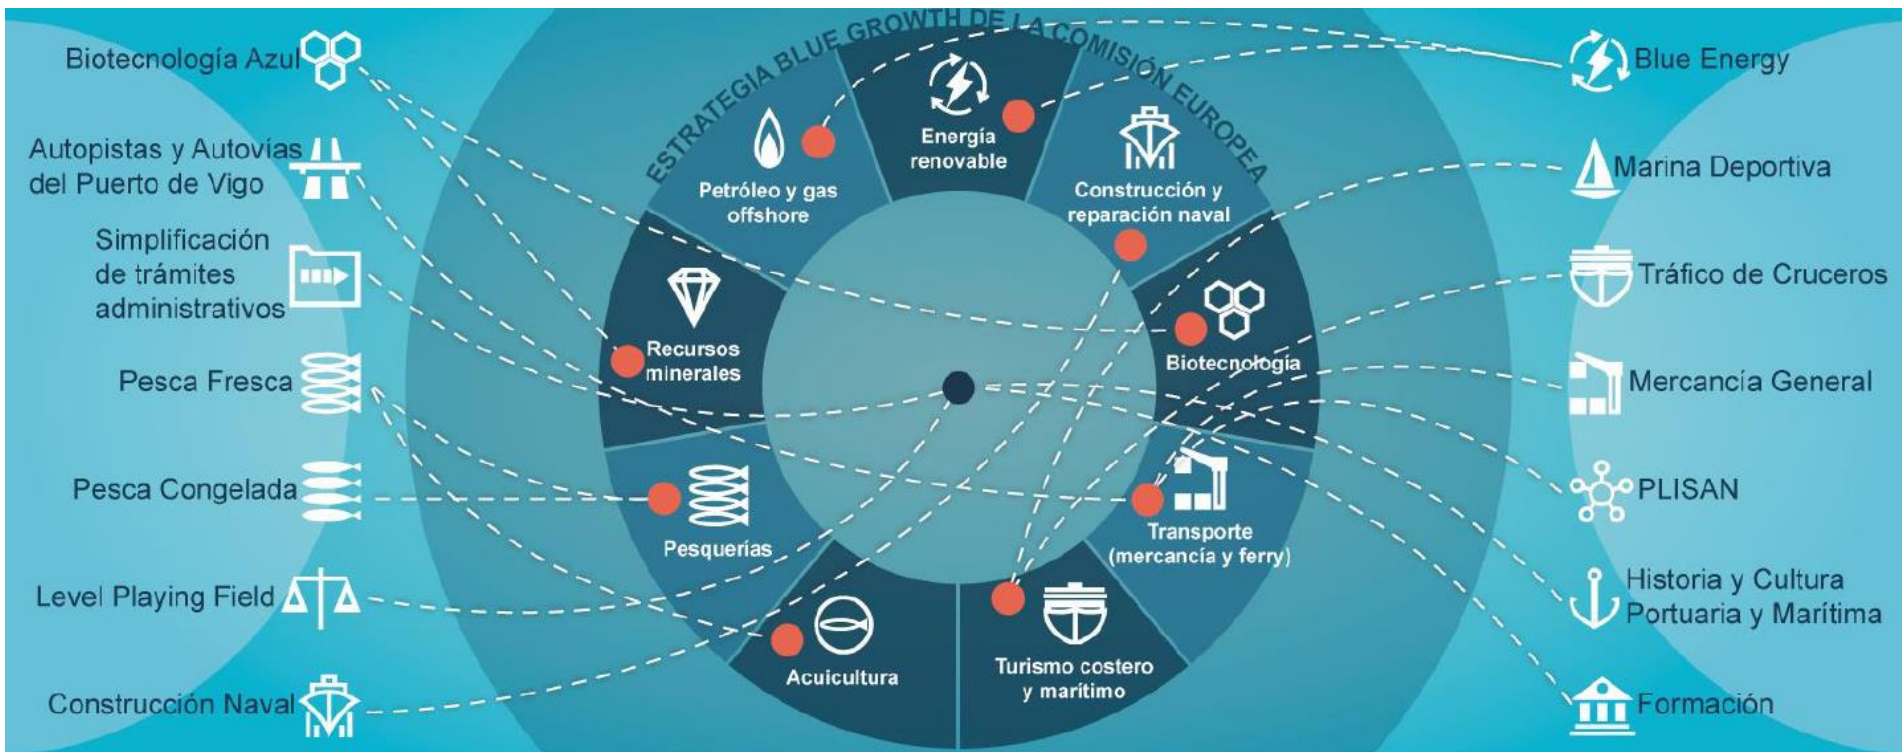 ESTRATEGIA BLUE GROWTH DE LA COMISIÓN EUROPEA
Biotecnología Azul
Autopistas y Autovías
del Puerto de Vigo
Simplificación
de trámites
administrativos
Pesca Fresca
Pesca Congelada
Level Playing Field
Construcción Naval
Energía
renovable
Construcción y
reparación naval
Biotecnología
Transporte
(mercancía y ferry)
Turismo costero
y marítimo
Acuicultura
Pesquerías
Recursos
minerales
Petróleo y gas
offshore
Blue Energy
Marina Deportiva
Tráfico de Cruceros
Mercancía General
PLISAN
Historia y Cultura
Portuaria y Marítima
Formación